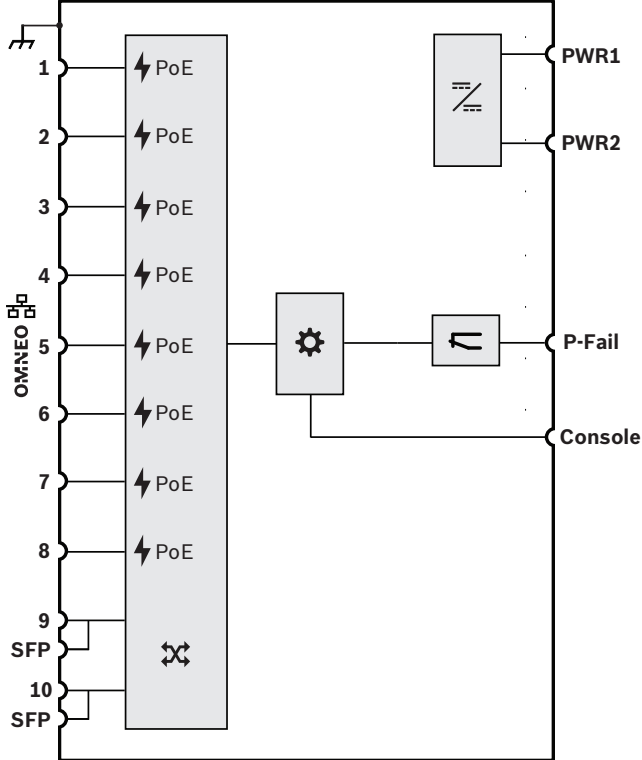 PWR1
1 PoE
2 PoE
PWR2
3 PoE
4 PoE
OMNEO
5 PoE
P-Fail
6 PoE
Console
7 PoE
8 PoE
9
SFP
10
SFP